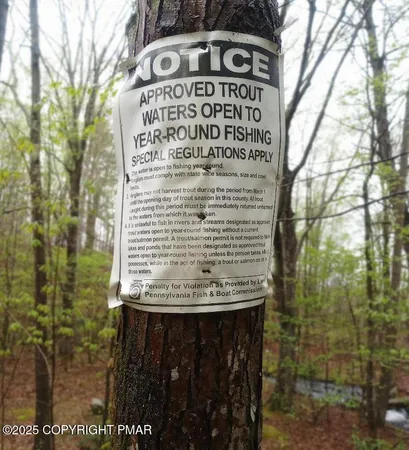 NOTICE
APPROVED TROUT
WATERS OPEN TO
YEAR-ROUND FISHING
SPECIAL REGULATIONS APPLY
The water is open to fishing year-round.
Anglers must comply with state wide seasons, size and creel
limits.
Anglers may not harvest trout during the period from March 1
until the opening day of trout season in this county. All trout
caught during this period must be immediately returned unharmed
to the waters from which it was taken.
It is unlawful to fish in rivers and streams designated as approved
trout waters open to year-round fishing without a current
trout/salmon permit. A trout/salmon permit is not required to fish
lakes and ponds that have been designated as approved trout
waters open to year-round fishing unless the person takes, kills
possesses, while in the act of fishing, a trout or salmon on or in
those waters.
Penalty for Violation as Provided by Law
Pennsylvania Fish & Boat Commission
©2025 COPYRIGHT PMAR